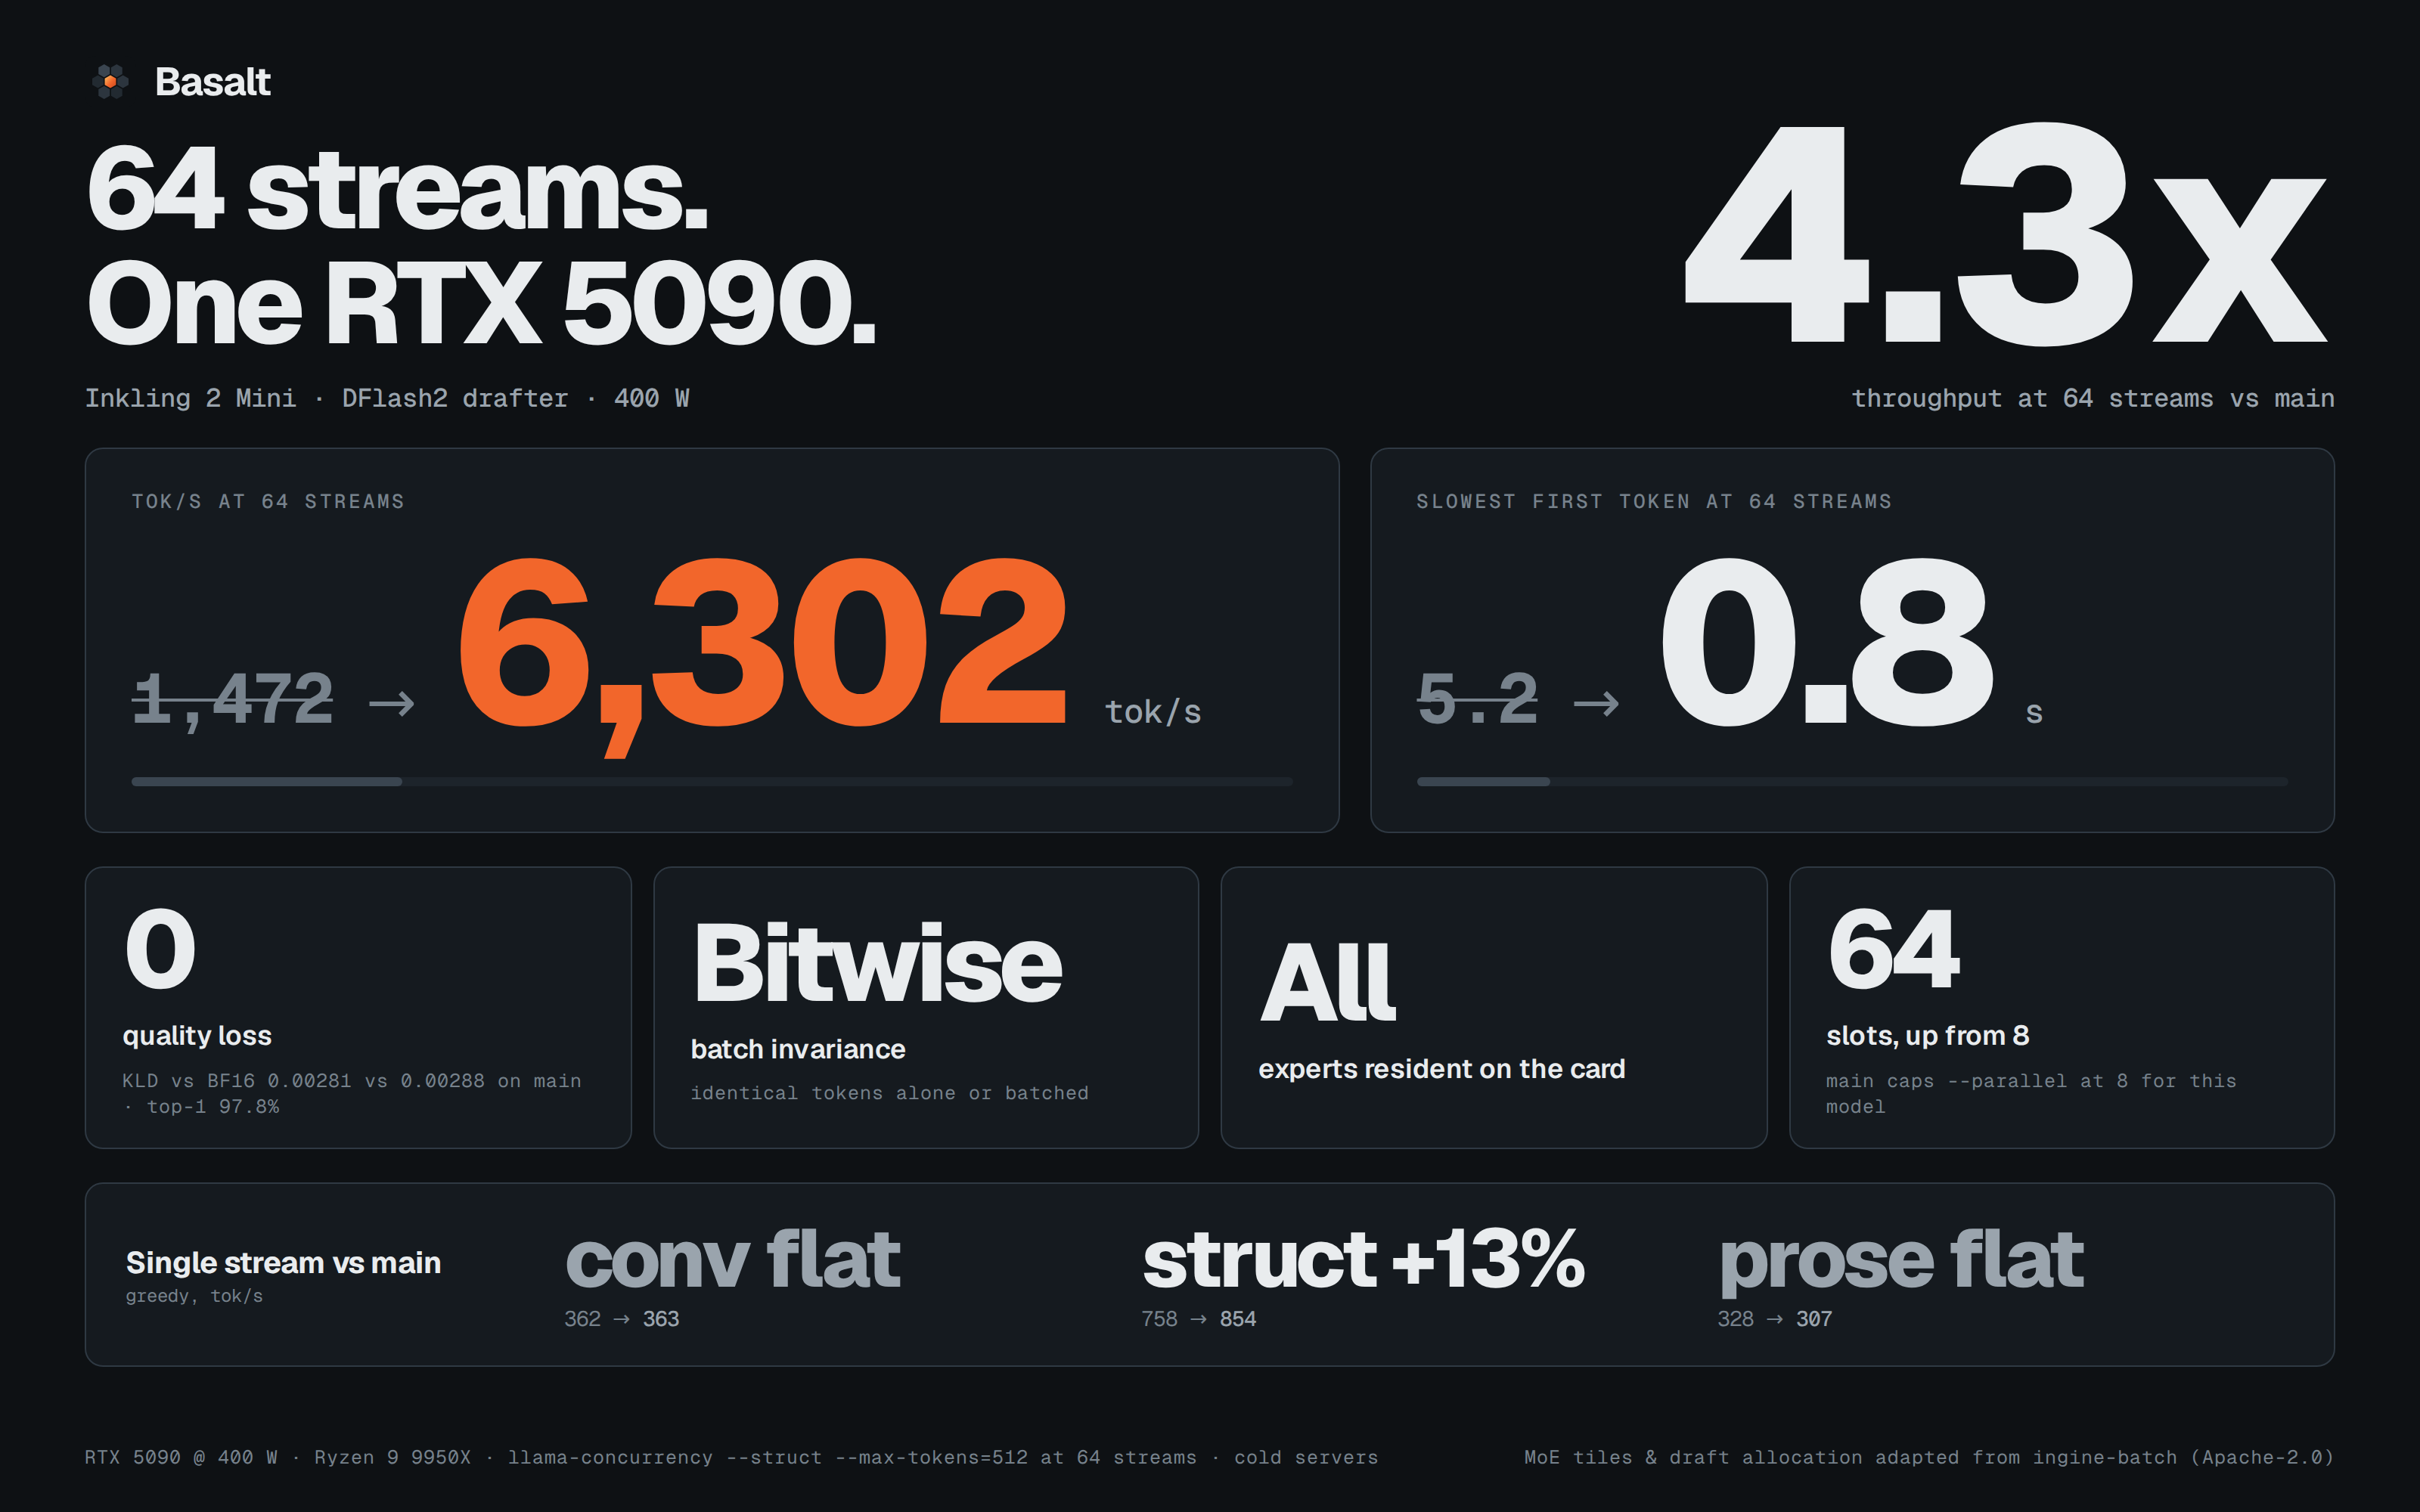 Basalt
64 streams.
One RTX 5090.
Inkling 2 Mini · DFlash2 drafter · 400 W
4.3x
throughput at 64 streams vs main
TOK/S AT 64 STREAMS
1,472 → 6,302 tok/s
SLOWEST FIRST TOKEN AT 64 STREAMS
5.2 → 0.8 s
0
quality loss
KLD vs BF16 0.00281 vs 0.00288 on main
· top-1 97.8%
Bitwise
batch invariance
identical tokens alone or batched
All
experts resident on the card
64
slots, up from 8
main caps --parallel at 8 for this
model
Single stream vs main
greedy, tok/s
conv flat
362 → 363
struct +13%
758 → 854
prose flat
328 → 307
RTX 5090 @ 400 W · Ryzen 9 9950X · llama-concurrency --struct --max-tokens=512 at 64 streams · cold servers
MoE tiles & draft allocation adapted from ingine-batch (Apache-2.0)